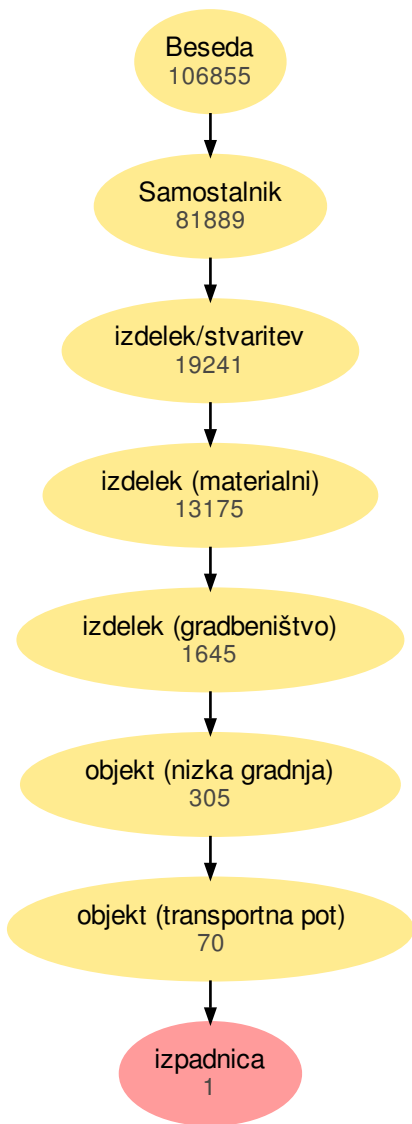 Beseda
106855
Samostalnik
81889
izdelek/stvaritev
19241
izdelek (materialni)
13175
izdelek (gradbeništvo)
1645
objekt (nizka gradnja)
305
objekt (transportna pot)
70
izpadnica
1